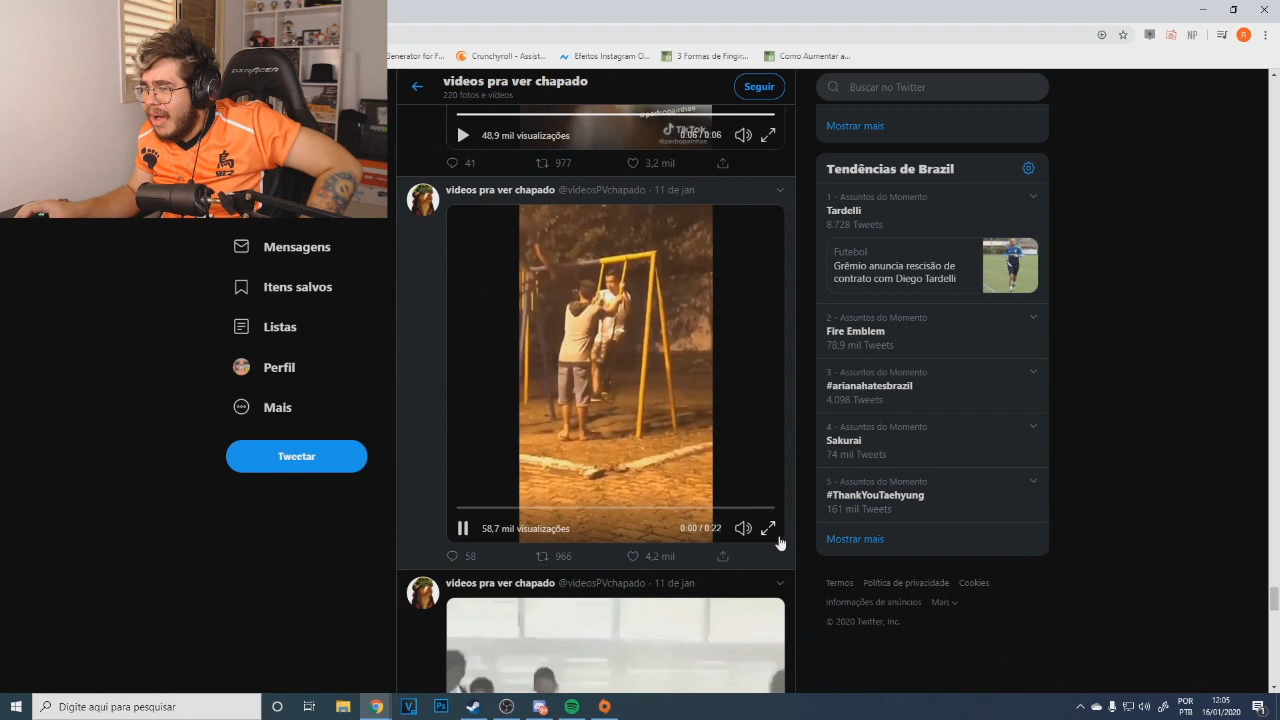 DXRACER
烏
野
Generator for F...
Crunchyroll - Assist...
Efeitos Instagram O...
3 Formas de Fingir...
Como Aumentar a...
NP
R
videos pra ver chapado
220 fotos e vídeos
Seguir
Buscar no Twitter
Mostrar mais
@pedropainhas
TikTok
@pedropainhas
48,9 mil visualizações
0:06 / 0:06
41
977
3,2 mil
videos pra ver chapado @videosPVchapado · 11 de jan
58,7 mil visualizações
0:00 / 0:22
58
966
4,2 mil
videos pra ver chapado @videosPVchapado · 11 de jan
Mensagens
Itens salvos
Listas
Perfil
Mais
Tweetar
Tendências de Brazil
1 · Assuntos do Momento
Tardelli
8.728 Tweets
Futebol
Grêmio anuncia rescisão de
contrato com Diego Tardelli
2 · Assuntos do Momento
Fire Emblem
78,9 mil Tweets
3 · Assuntos do Momento
#arianahatesbrazil
4.098 Tweets
4 · Assuntos do Momento
Sakurai
74 mil Tweets
5 · Assuntos do Momento
#ThankYouTaehyung
161 mil Tweets
Mostrar mais
Termos Política de privacidade Cookies
Informações de anúncios Mais
© 2020 Twitter, Inc.
Digite aqui para pesquisar
V
Ps
POR
PTB
12:05
16/01/2020